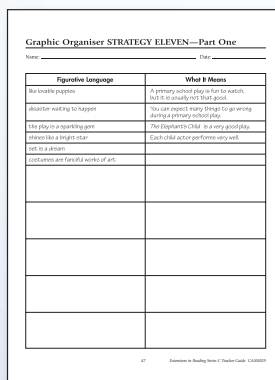 Graphic Organiser STRATEGY ELEVEN—Part One
Name: Date:
Figurative Language What It Means
like lovable puppies A primary school play is fun to watch, but it is usually not that good.
disaster waiting to happen You can expect many things to go wrong during a primary school play.
the play is a sparkling gem The Elephant's Child is a very good play.
shines like a bright star Each child actor performs very well.
set is a dream
costumes are fanciful works of art
47 Extensions in Reading Series C Teacher Guide